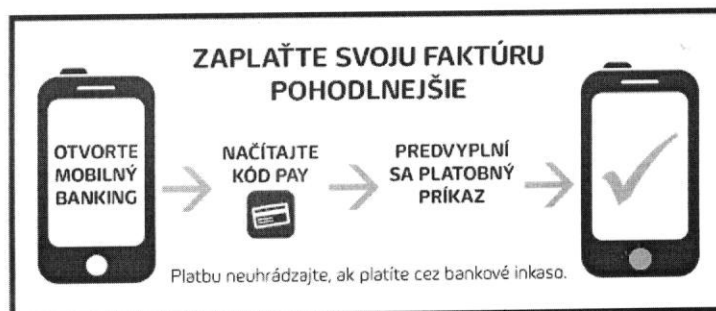 ZAPLAŤTE SVOJU FAKTÚRU
POHODLNEJŠIE
OTVORTE
MOBILNÝ
BANKING
NAČÍTAJTE
KÓD PAY
PREDVYPLNÍ
SA PLATOBNÝ
PRÍKAZ
Platbu neuhrádzajte, ak platíte cez bankové inkaso.